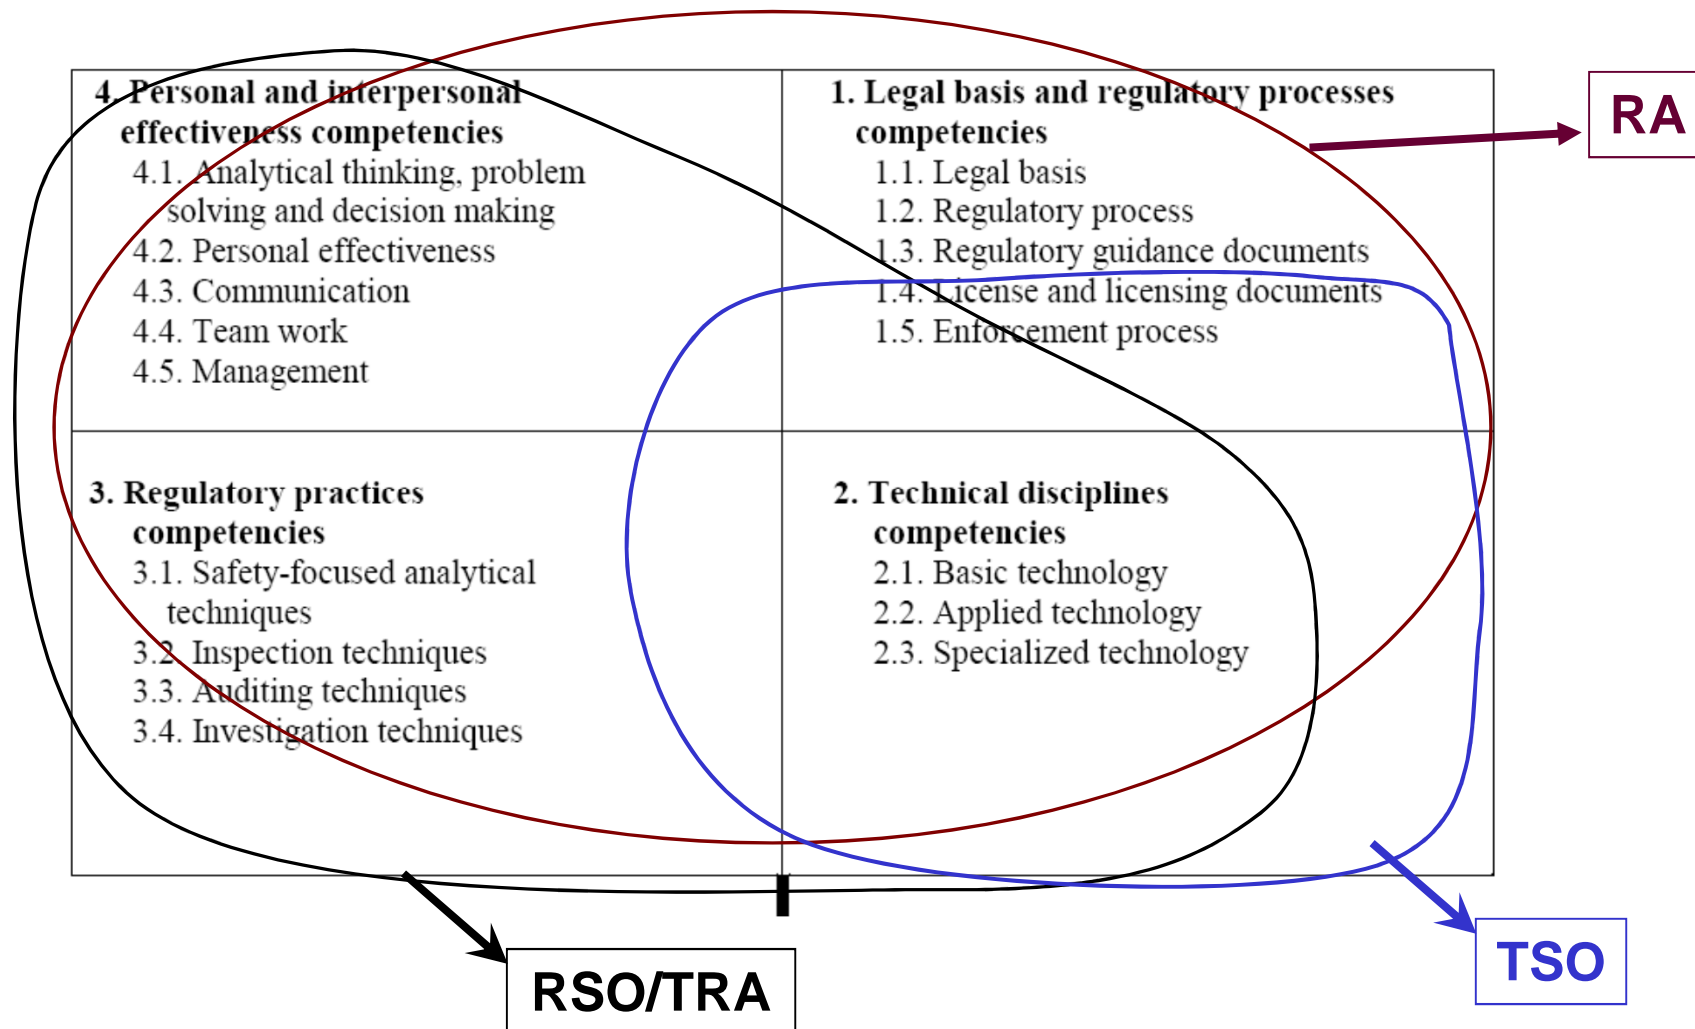 4. Personal and interpersonal
effectiveness competencies
4.1. Analytical thinking, problem
solving and decision making
4.2. Personal effectiveness
4.3. Communication
4.4. Team work
4.5. Management
1. Legal basis and regulatory processes
competencies
1.1. Legal basis
1.2. Regulatory process
1.3. Regulatory guidance documents
1.4. License and licensing documents
1.5. Enforcement process
RA
3. Regulatory practices
competencies
3.1. Safety-focused analytical
techniques
3.2. Inspection techniques
3.3. Auditing techniques
3.4. Investigation techniques
2. Technical disciplines
competencies
2.1. Basic technology
2.2. Applied technology
2.3. Specialized technology
RSO/TRA
TSO